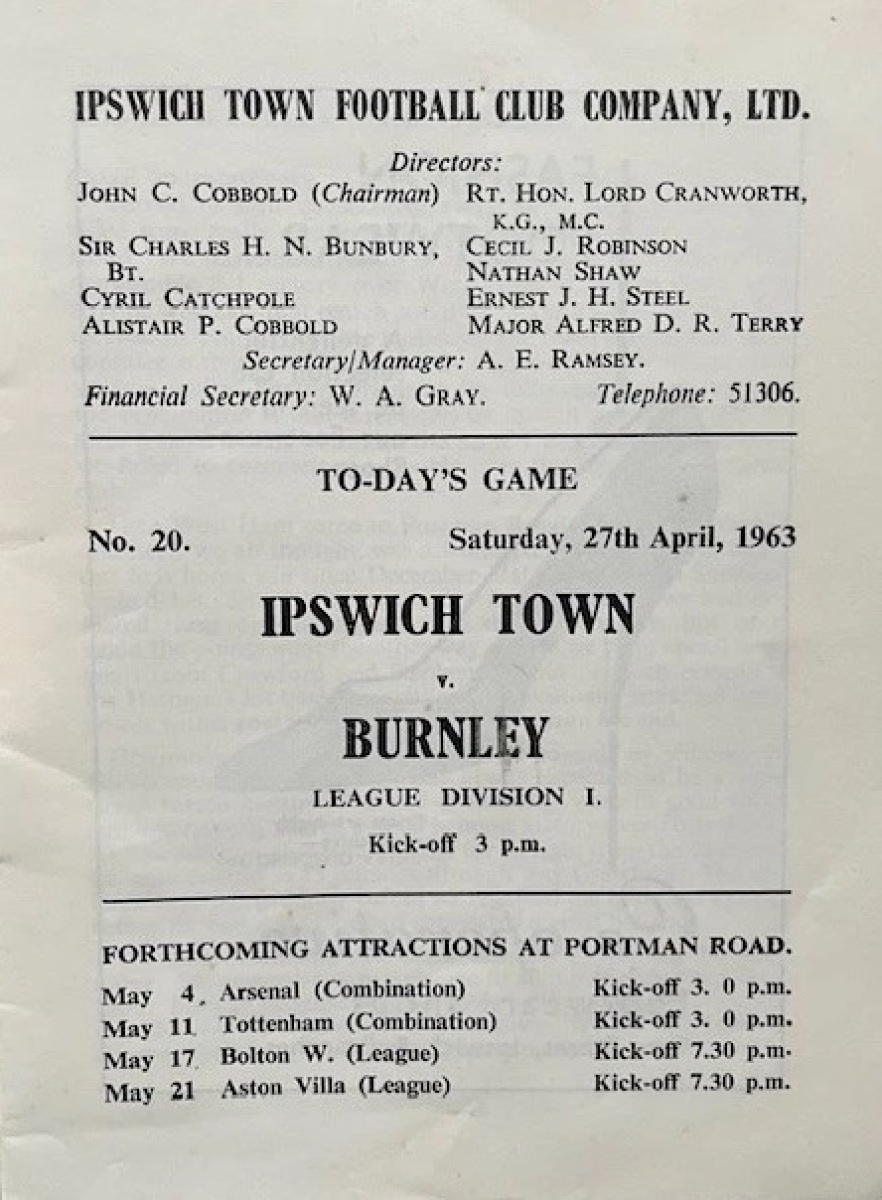 IPSWICH TOWN FOOTBALL CLUB COMPANY, LTD.
Directors:
JOHN C. COBBOLD (Chairman) RT. HON. LORD CRANWORTH,
K.G., M.C.
SIR CHARLES H. N. BUNBURY, CECIL J. ROBINSON
BT. NATHAN SHAW
CYRIL CATCHPOLE ERNEST J. H. STEEL
ALISTAIR P. COBBOLD MAJOR ALFRED D. R. TERRY
Secretary/Manager: A. E. RAMSEY.
Financial Secretary: W. A. GRAY. Telephone: 51306.
TO-DAY'S GAME
No. 20. Saturday, 27th April, 1963
IPSWICH TOWN
v.
BURNLEY
LEAGUE DIVISION I.
Kick-off 3 p.m.
FORTHCOMING ATTRACTIONS AT PORTMAN ROAD.
May 4, Arsenal (Combination) Kick-off 3. 0 p.m.
May 11 Tottenham (Combination) Kick-off 3. 0 p.m.
May 17 Bolton W. (League) Kick-off 7.30 p.m.
May 21 Aston Villa (League) Kick-off 7.30 p.m.